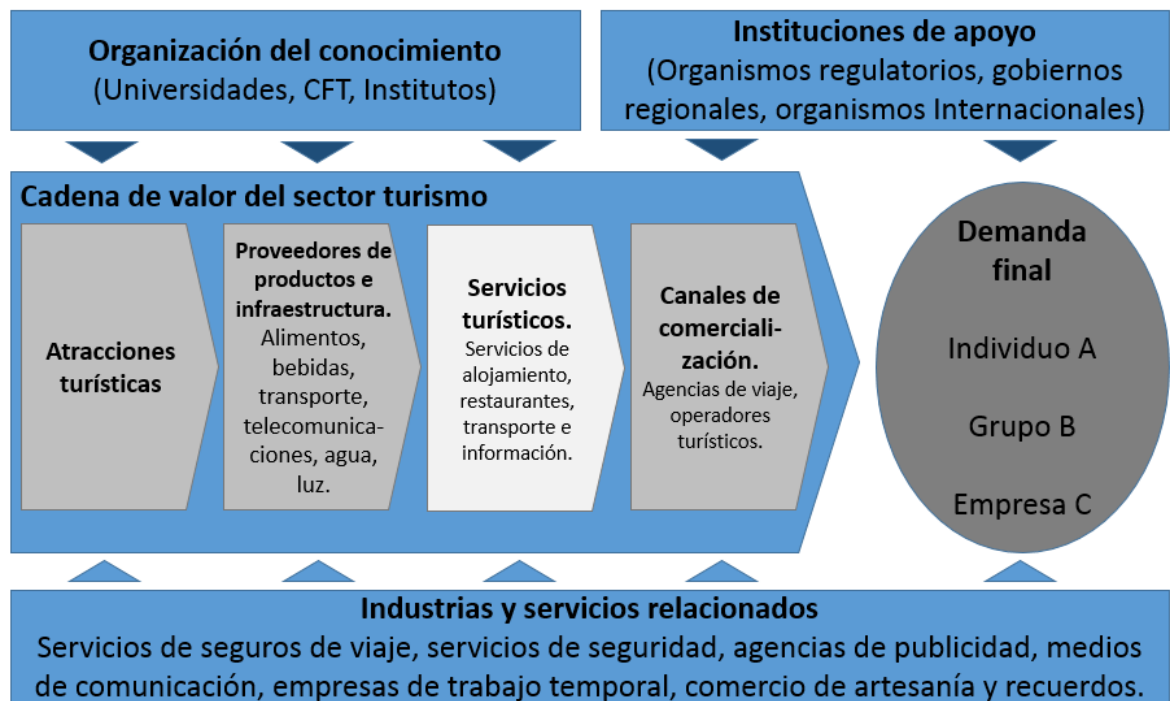 Organización del conocimiento
(Universidades, CFT, Institutos)
Instituciones de apoyo
(Organismos regulatorios, gobiernos
regionales, organismos Internacionales)
Cadena de valor del sector turismo
Atracciones
turísticas
Proveedores de
productos e
infraestructura.
Alimentos,
bebidas,
transporte,
telecomunica-
ciones, agua,
luz.
Servicios
turísticos.
Servicios de
alojamiento,
restaurantes,
transporte e
información.
Canales de
comerciali-
zación.
Agencias de viaje,
operadores
turísticos.
Demanda
final
Individuo A
Grupo B
Empresa C
Industrias y servicios relacionados
Servicios de seguros de viaje, servicios de seguridad, agencias de publicidad, medios
de comunicación, empresas de trabajo temporal, comercio de artesanía y recuerdos.